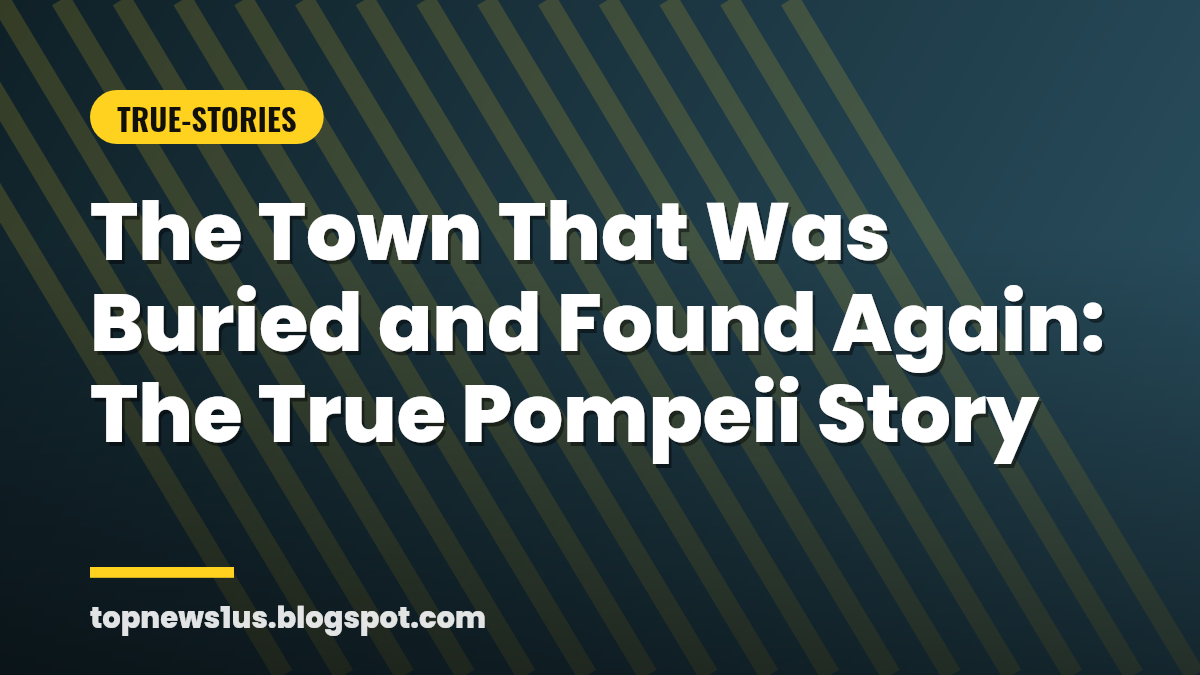 TRUE-STORIES
The Town That Was
Buried and Found Again:
The True Pompeii Story
topnews1us.blogspot.com